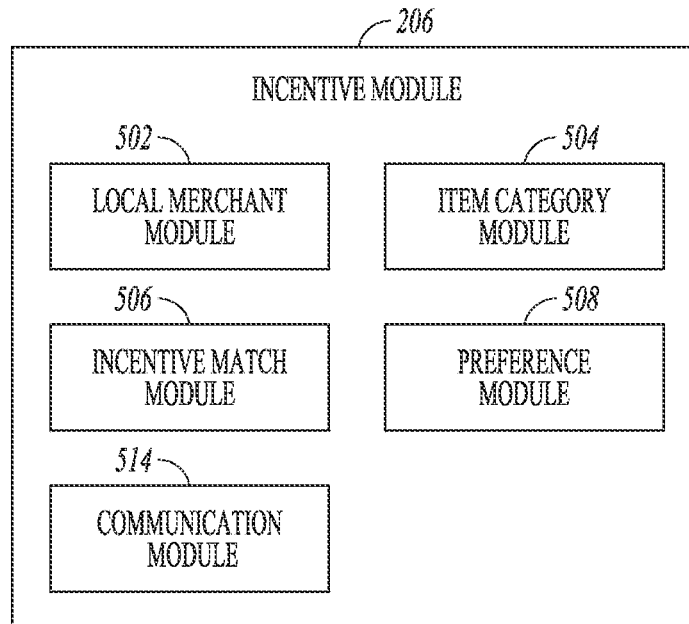 206
INCENTIVE MODULE
502
504
LOCAL MERCHANT
MODULE
ITEM CATEGORY
MODULE
506
508
INCENTIVE MATCH
MODULE
PREFERENCE
MODULE
514
COMMUNICATION
MODULE